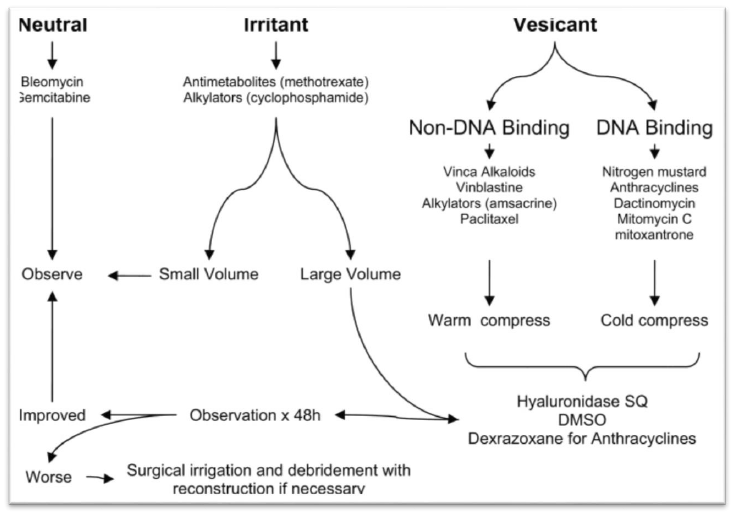 Neutral
Irritant
Vesicant
Bleomycin
Gemcitabine
Antimetabolites (methotrexate)
Alkylators (cyclophosphamide)
Non-DNA Binding
DNA Binding
Vinca Alkaloids
Vinblastine
Alkylators (amsacrine)
Paclitaxel
Nitrogen mustard
Anthracyclines
Dactinomycin
Mitomycin C
mitoxantrone
Observe
Small Volume
Large Volume
Warm compress
Cold compress
Hyaluronidase SQ
DMSO
Dexrazoxane for Anthracyclines
Improved
Observation x 48h
Worse
Surgical irrigation and debridement with
reconstruction if necessary